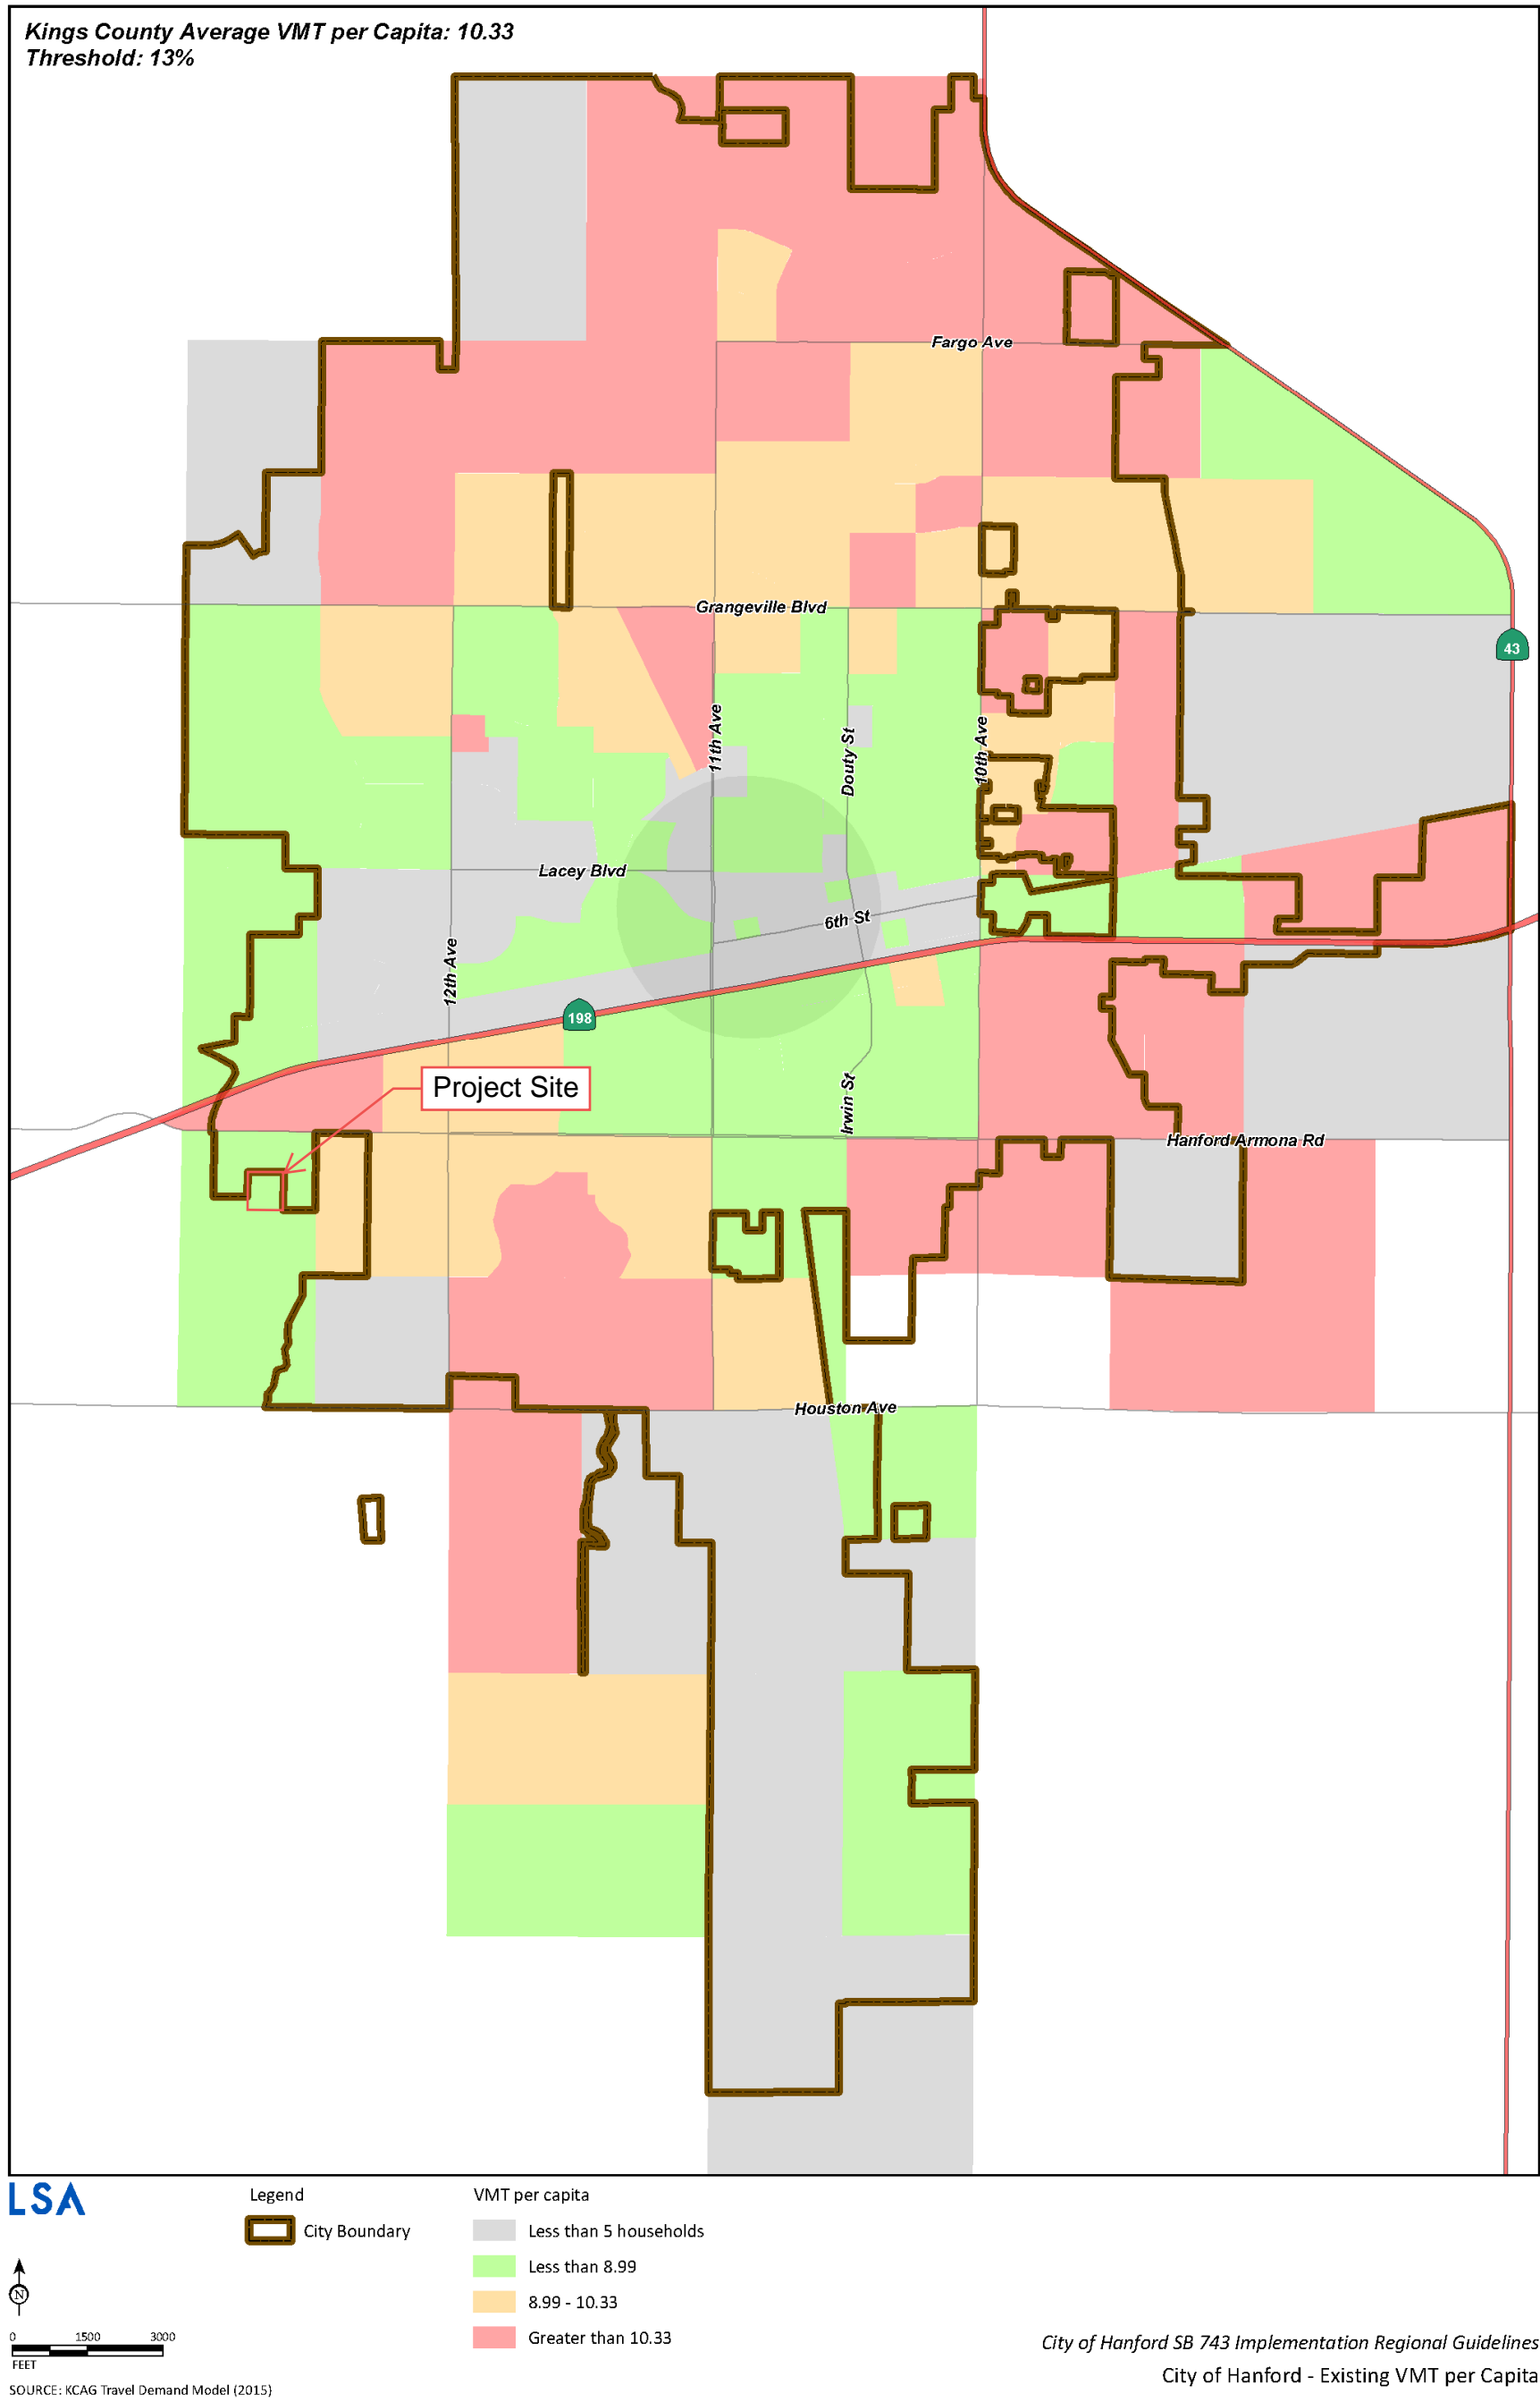 Kings County Average VMT per Capita: 10.33
Threshold: 13%
Fargo Ave
Grangeville Blvd
43
11th Ave
Douty St
10th Ave
Lacey Blvd
6th St
12th Ave
198
Project Site
Irwin St
Hanford Armona Rd
Houston Ave
LSA
Legend
City Boundary
VMT per capita
Less than 5 households
Less than 8.99
8.99 - 10.33
Greater than 10.33
N
0 1500 3000
FEET
SOURCE: KCAG Travel Demand Model (2015)
City of Hanford SB 743 Implementation Regional Guidelines
City of Hanford - Existing VMT per Capita